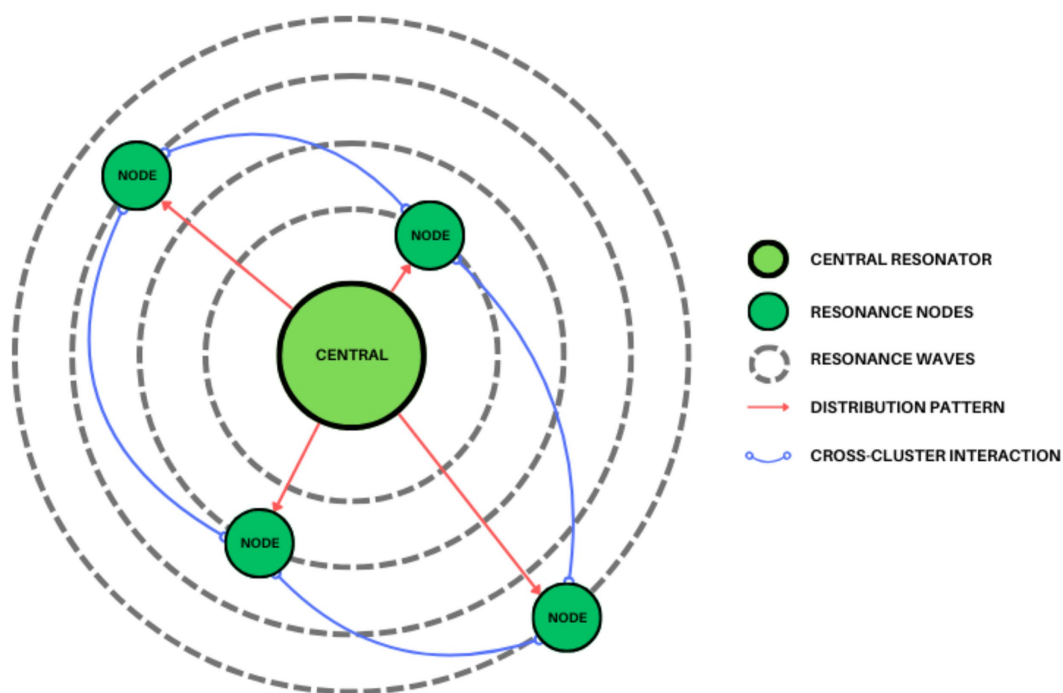 NODE
NODE
CENTRAL
NODE
NODE
CENTRAL RESONATOR
RESONANCE NODES
RESONANCE WAVES
DISTRIBUTION PATTERN
CROSS-CLUSTER INTERACTION